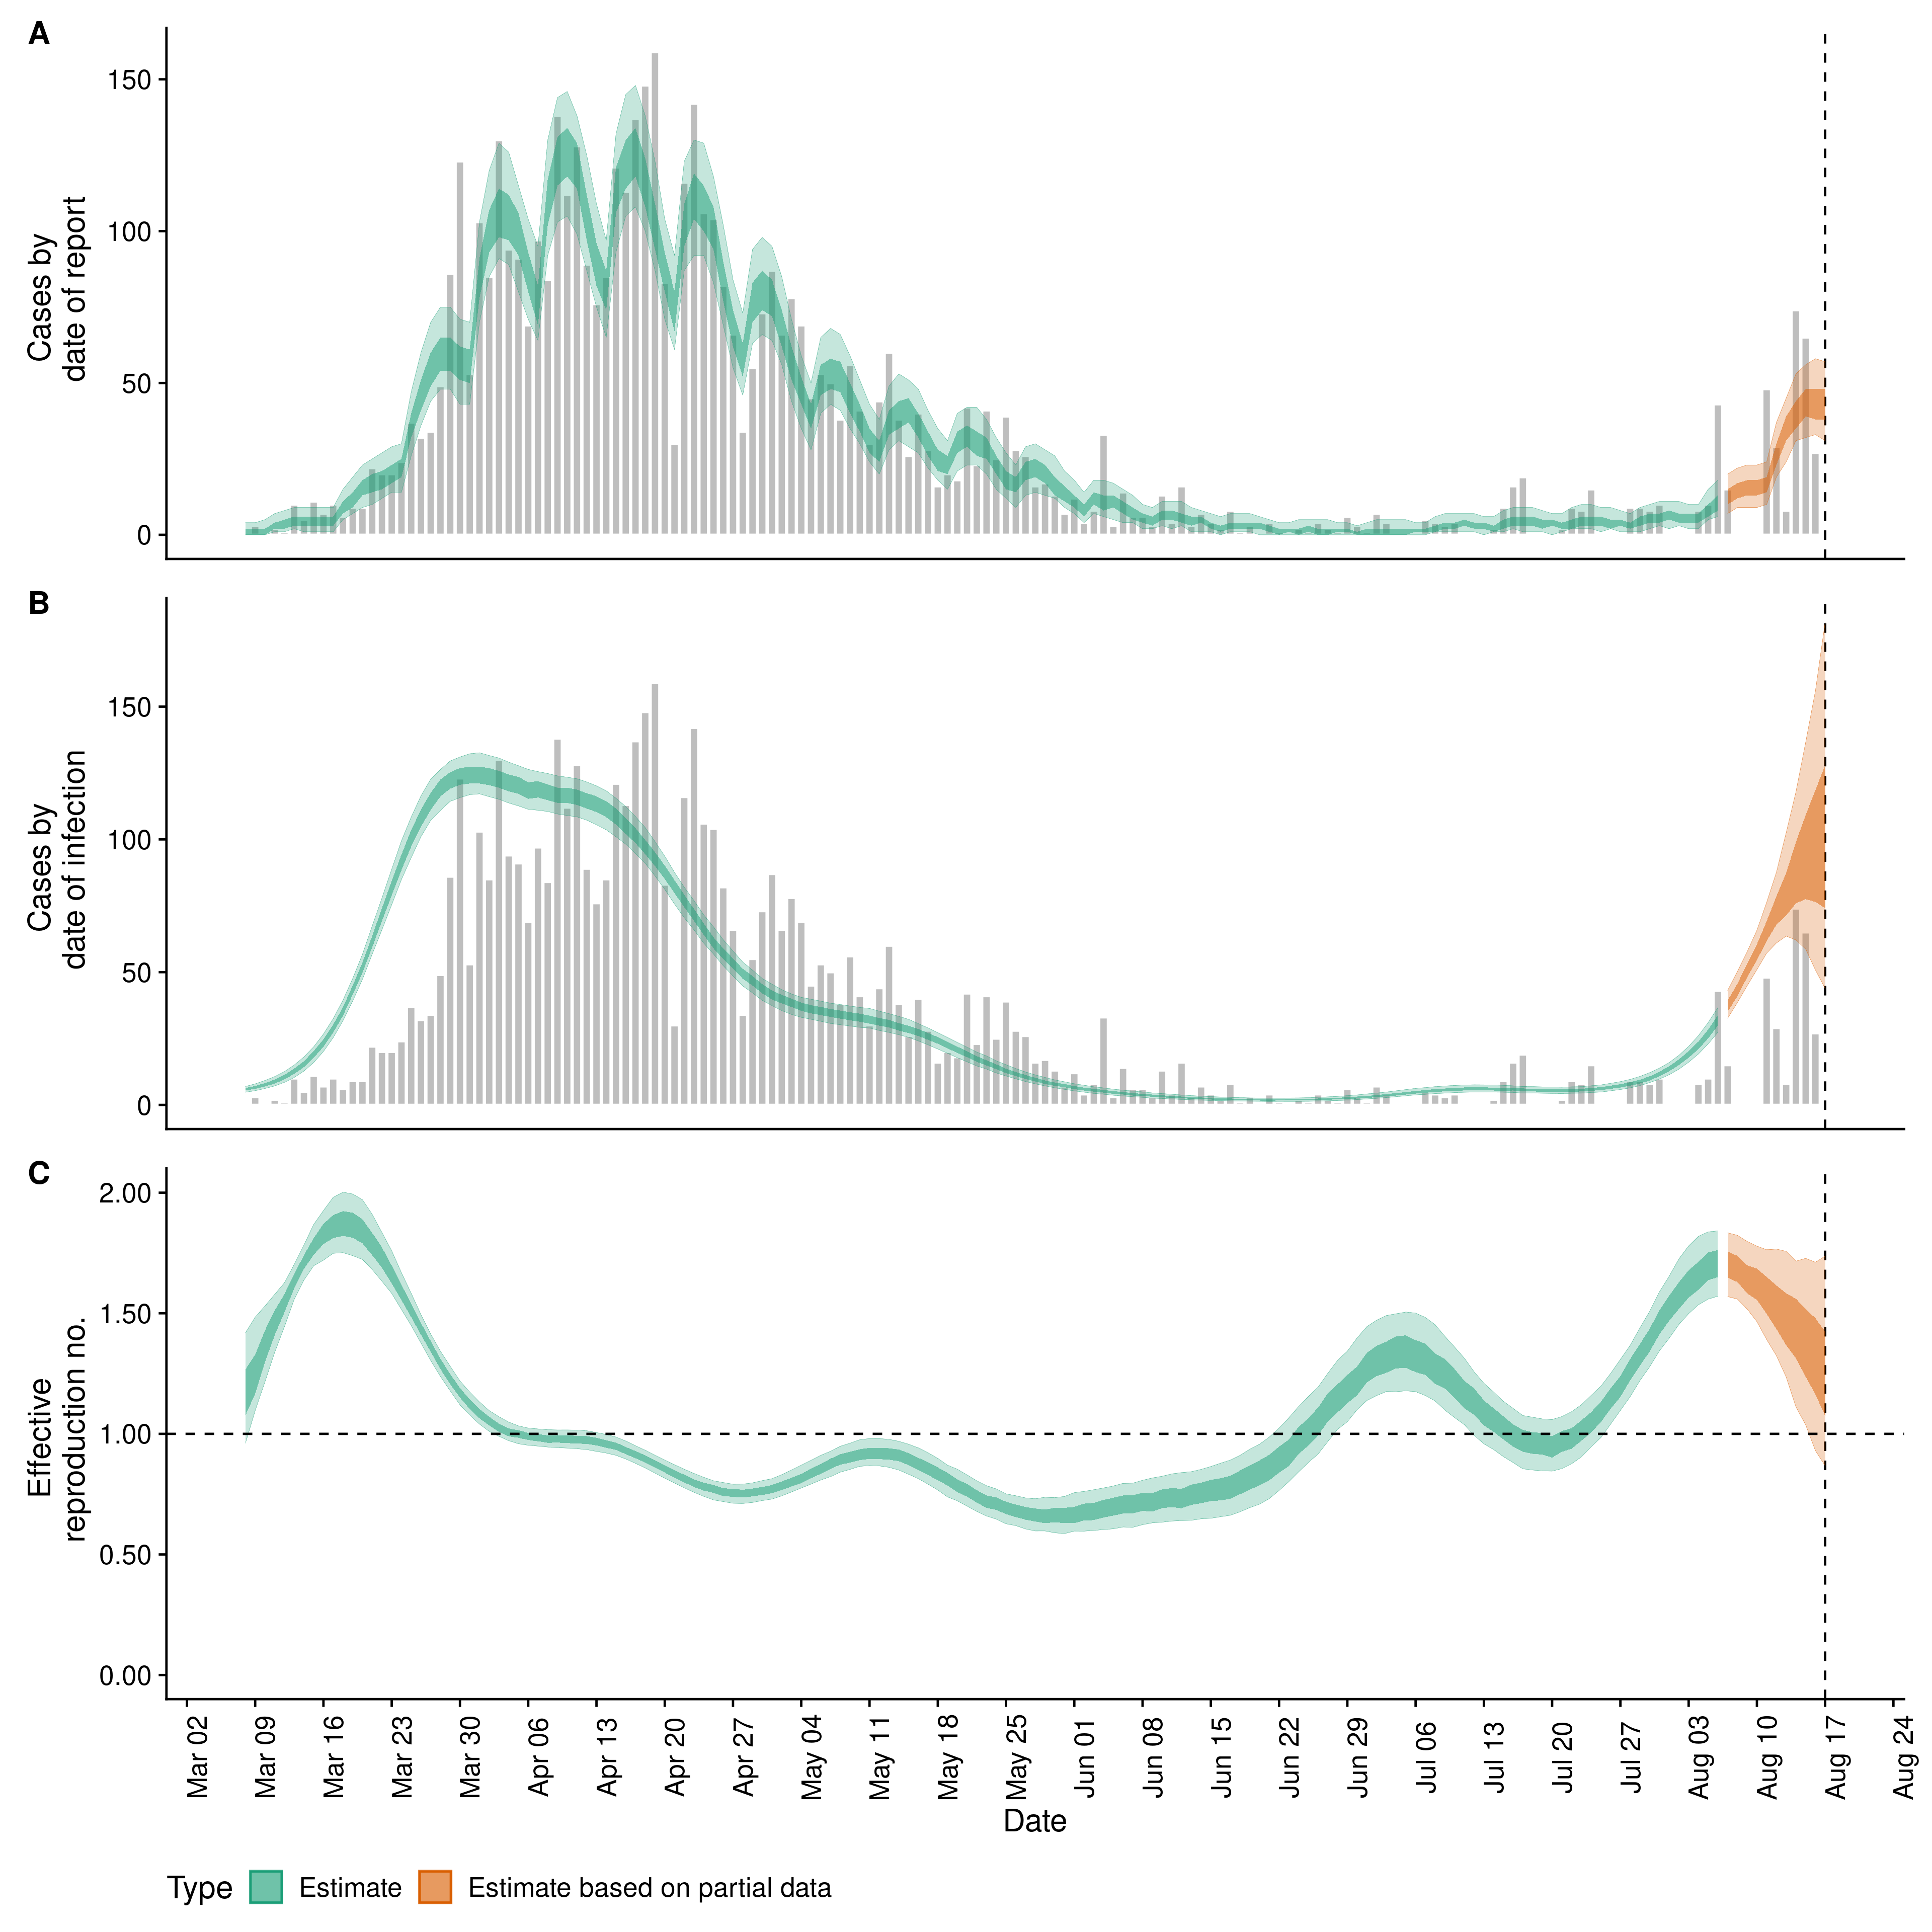 A
Cases by
date of report
150
100
50
0
B
Cases by
date of infection
150
100
50
0
C
Effective
reproduction no.
2.00
1.50
1.00
0.50
0.00
Mar 02
Mar 09
Mar 16
Mar 23
Mar 30
Apr 06
Apr 13
Apr 20
Apr 27
May 04
May 11
May 18
May 25
Jun 01
Jun 08
Jun 15
Jun 22
Jun 29
Jul 06
Jul 13
Jul 20
Jul 27
Aug 03
Aug 10
Aug 17
Aug 24
Date
Type Estimate Estimate based on partial data